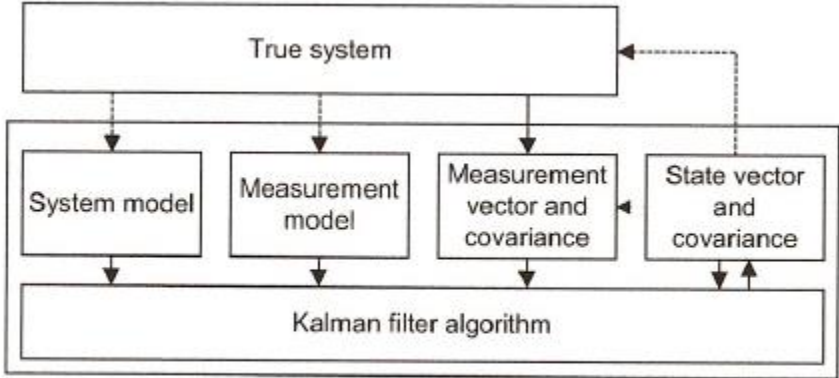 True system
System model
Measurement
model
Measurement
vector and
covariance
State vector
and
covariance
Kalman filter algorithm